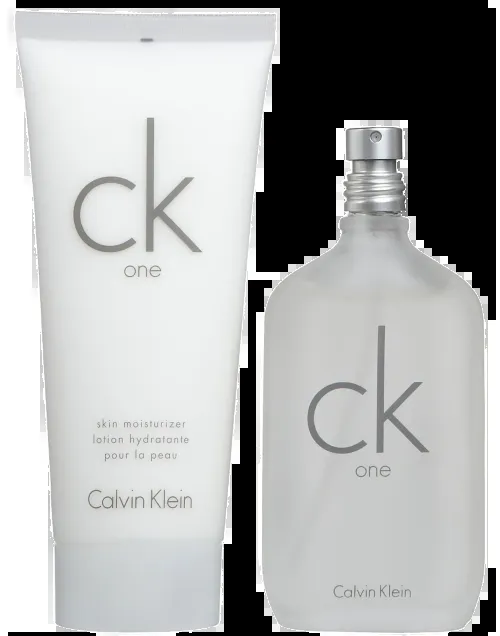 ck
one
skin moisturizer
lotion hydratante
pour la peau
Calvin Klein
ck
one
Calvin Klein